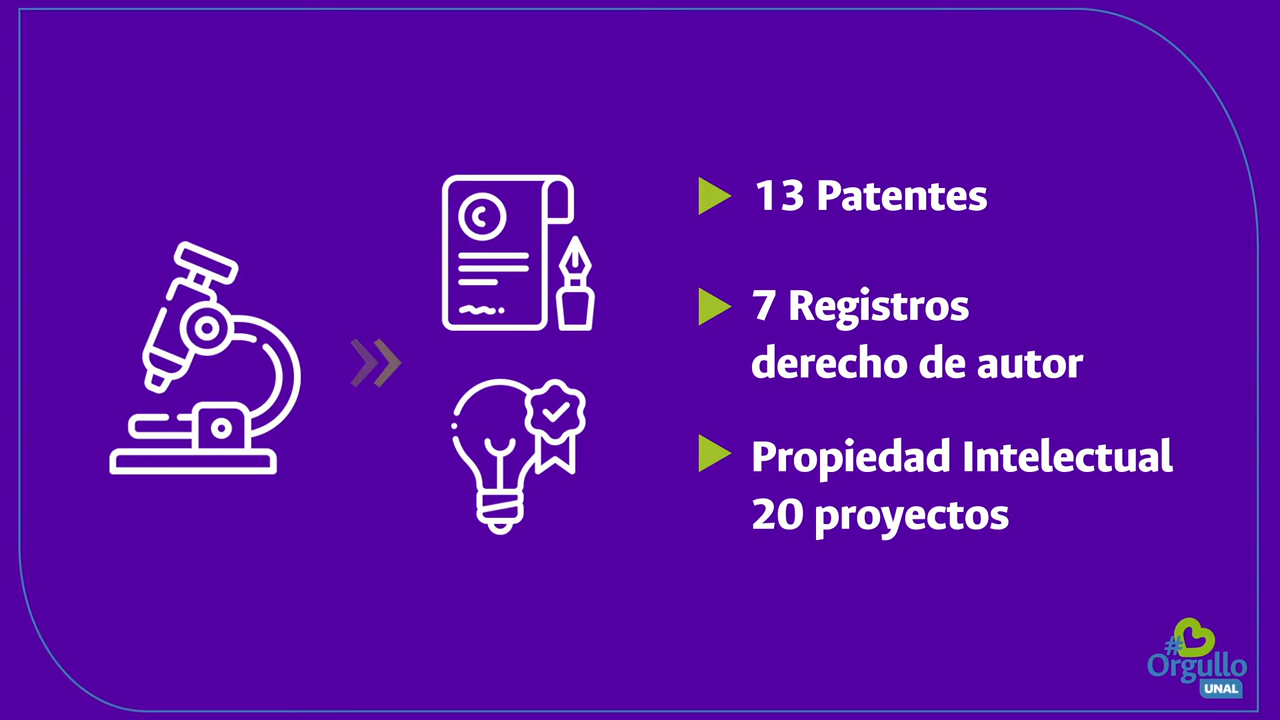 13 Patentes
7 Registros
derecho de autor
Propiedad Intelectual
20 proyectos
#
Orgullo
UNAL